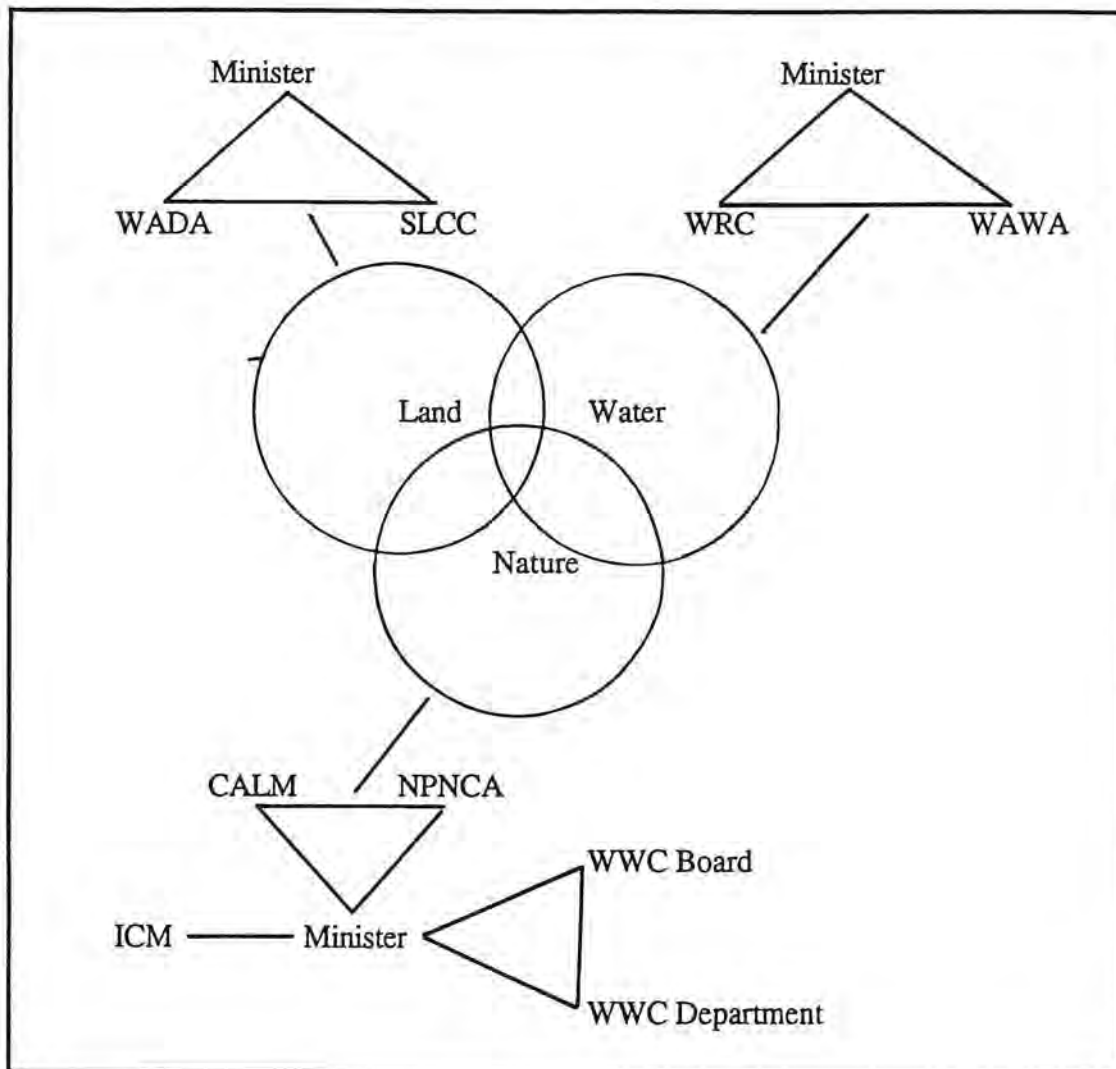 Minister
Minister
WADA SLCC
WRC WAWA
Land Water
Nature
CALM NPNCA
WWC Board
ICM Minister
WWC Department